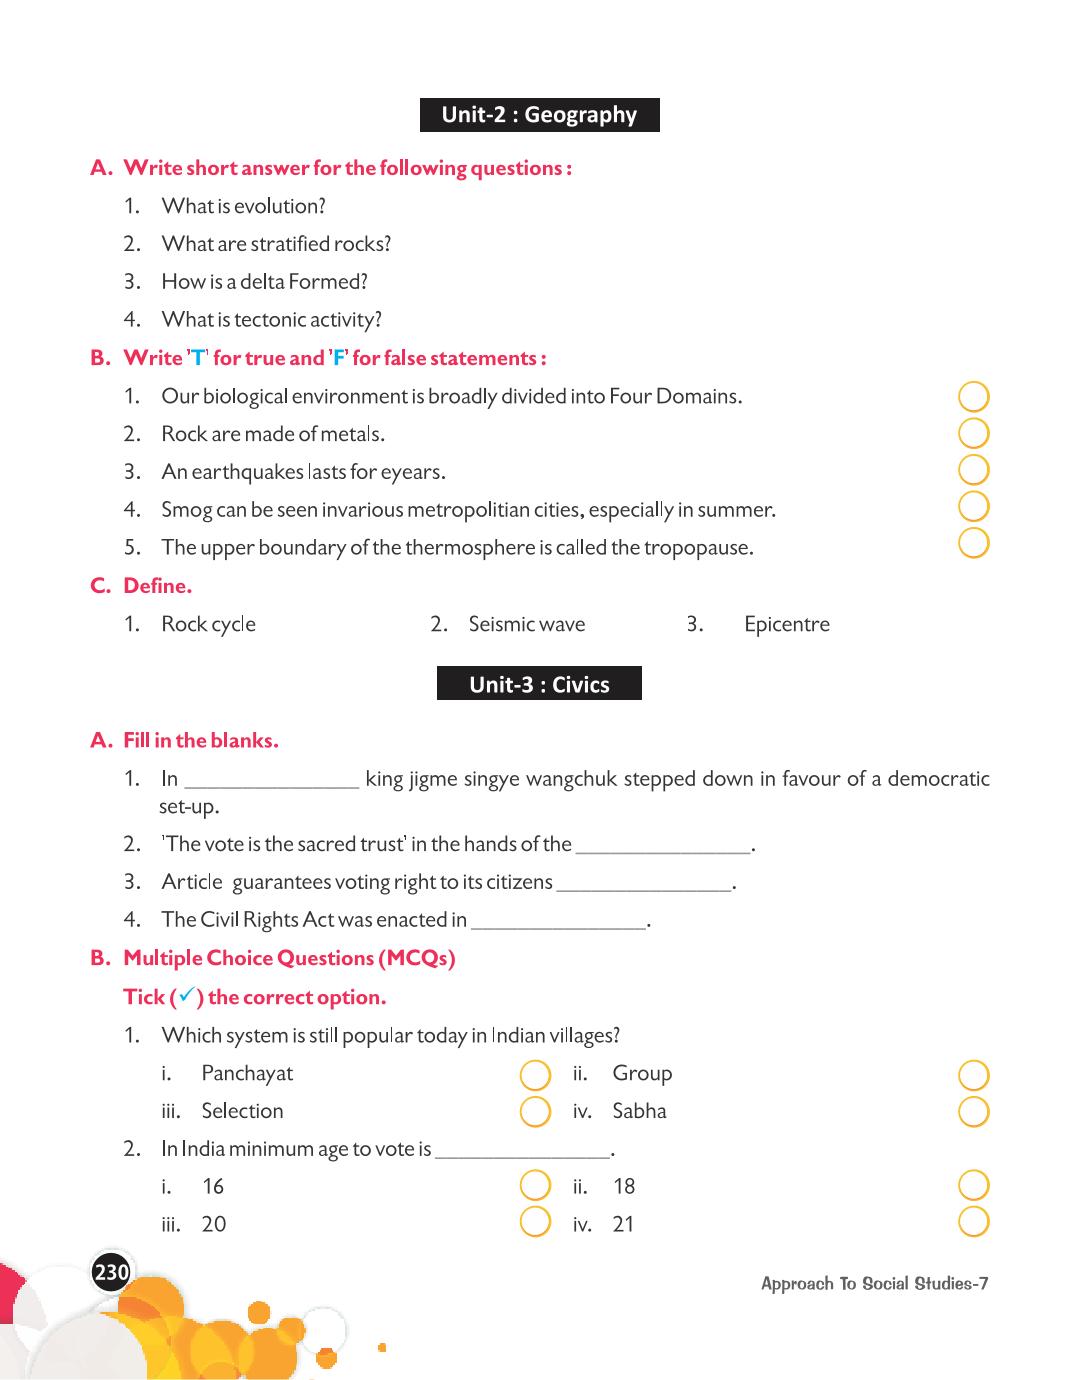 Unit-2 : Geography
A. Write short answer for the following questions :
1. What is evolution?
2. What are stratified rocks?
3. How is a delta Formed?
4. What is tectonic activity?
B. Write 'T' for true and 'F' for false statements :
1. Our biological environment is broadly divided into Four Domains.
2. Rock are made of metals.
3. An earthquakes lasts for eyears.
4. Smog can be seen invarious metropolitian cities, especially in summer.
5. The upper boundary of the thermosphere is called the tropopause.
C. Define.
1. Rock cycle 2. Seismic wave 3. Epicentre
Unit-3 : Civics
A. Fill in the blanks.
1. In _______________ king jigme singye wangchuk stepped down in favour of a democratic
set-up.
2. 'The vote is the sacred trust' in the hands of the _______________.
3. Article guarantees voting right to its citizens _______________.
4. The Civil Rights Act was enacted in _______________.
B. Multiple Choice Questions (MCQs)
Tick (✓) the correct option.
1. Which system is still popular today in Indian villages?
i. Panchayat ii. Group
iii. Selection iv. Sabha
2. In India minimum age to vote is _______________.
i. 16 ii. 18
iii. 20 iv. 21
230
Approach To Social Studies-7